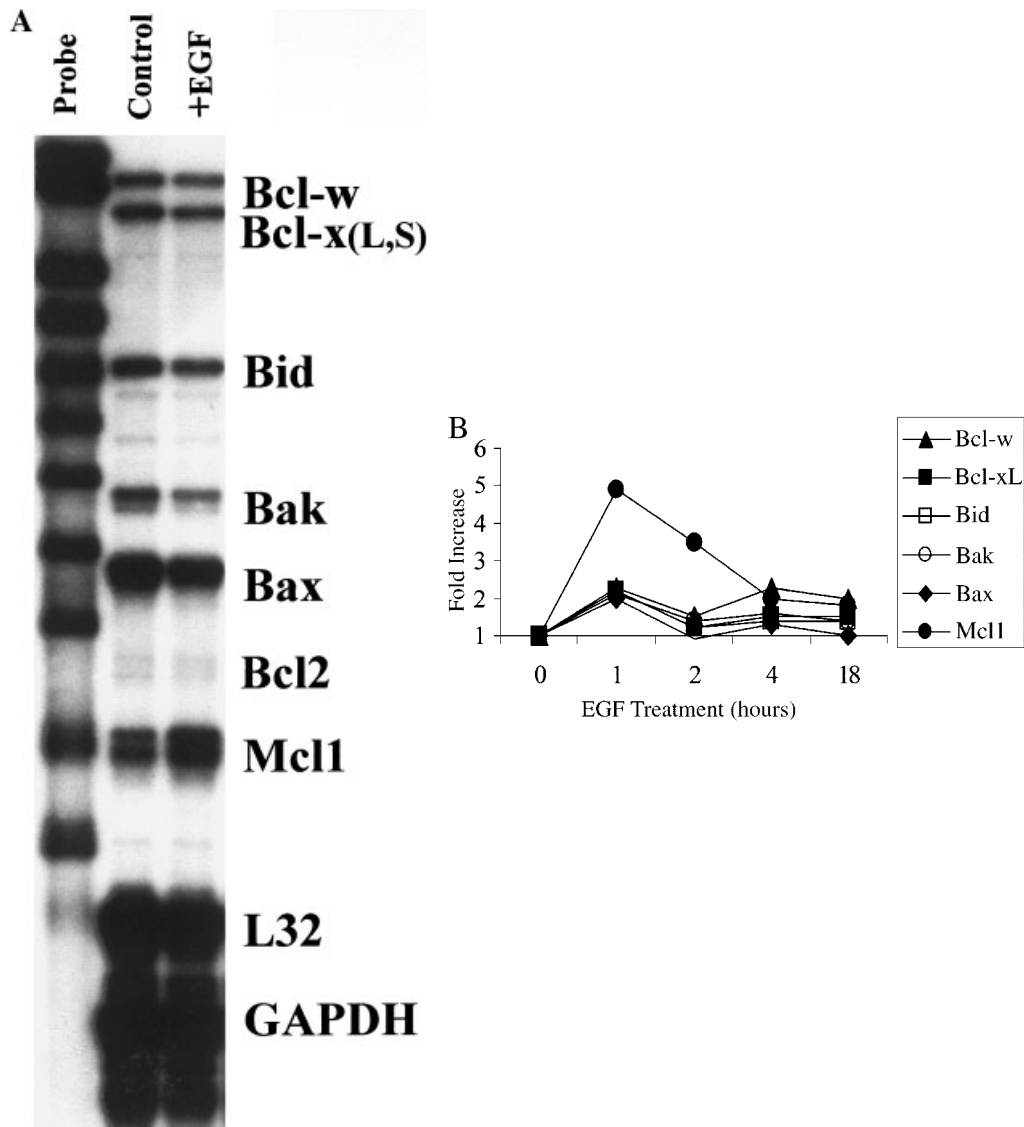 A
Probe
Control
+EGF
Bcl-w
Bcl-x(L,S)
Bid
Bak
Bax
Bcl2
Mcl1
L32
GAPDH
B
6
5
4
3
2
1
Fold Increase
0 1 2 4 18
EGF Treatment (hours)
Bcl-w
Bcl-xL
Bid
Bak
Bax
Mcl1